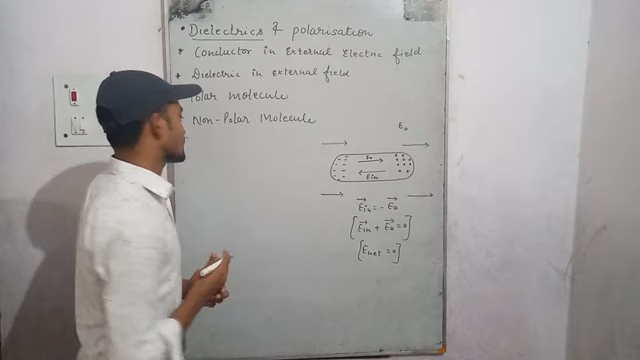 • Dielectrics & polarisation
* Conductor in External Electric field
* Dielectric in external field
Polar Molecule
Non-Polar Molecule
E₀
E₀
Ein
Ein = - E₀
[Ein + E₀ = 0]
[Enet = 0]